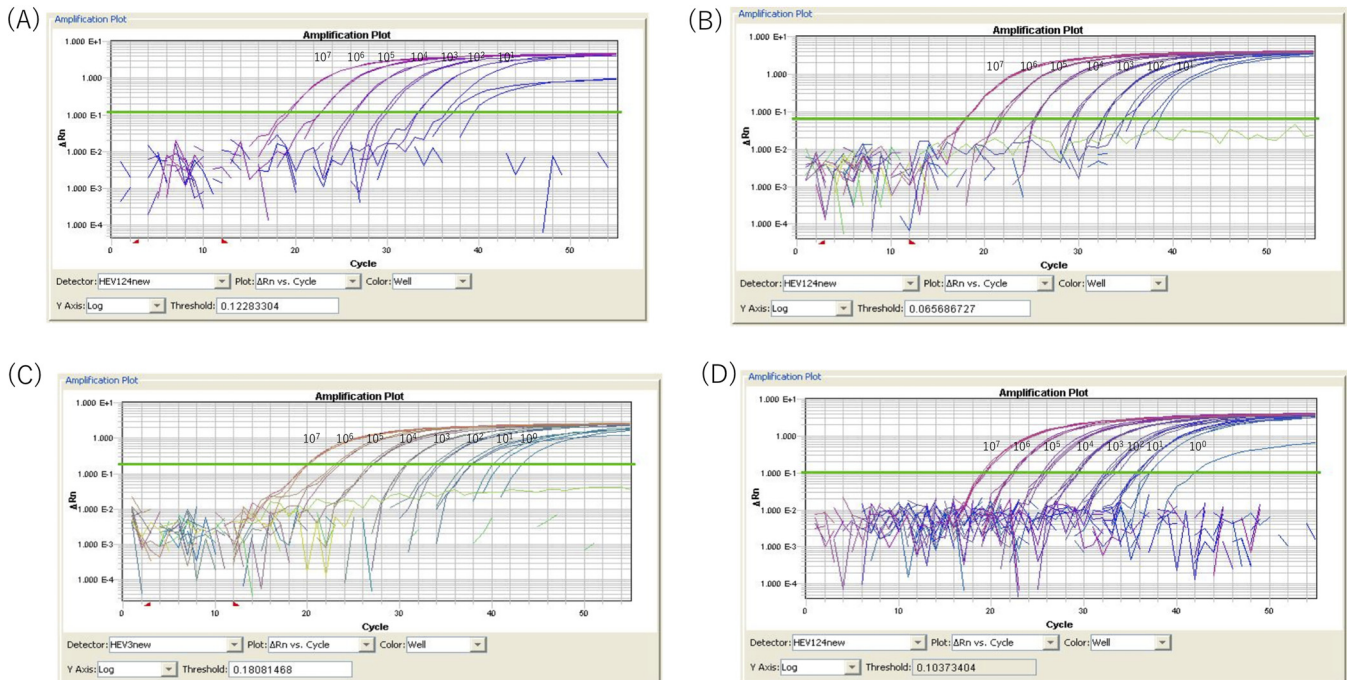 (A)
Amplification Plot
Amplification Plot
1.000 E+1
1.000
1.000 E-1
1.000 E-2
1.000 E-3
1.000 E-4
ΔRn
10⁷ 10⁶ 10⁵ 10⁴ 10³ 10² 10¹
0 10 20 30 40 50
Cycle
Detector: HEV124new Plot: ΔRn vs. Cycle Color: Well
Y Axis: Log Threshold: 0.12283304
(B)
Amplification Plot
Amplification Plot
1.000 E+1
1.000
1.000 E-1
1.000 E-2
1.000 E-3
1.000 E-4
ΔRn
10⁷ 10⁶ 10⁵ 10⁴ 10³ 10² 10¹
0 10 20 30 40 50
Cycle
Detector: HEV124new Plot: ΔRn vs. Cycle Color: Well
Y Axis: Log Threshold: 0.065686727
(C)
Amplification Plot
Amplification Plot
1.000 E+1
1.000
1.000 E-1
1.000 E-2
1.000 E-3
1.000 E-4
ΔRn
10⁷ 10⁶ 10⁵ 10⁴ 10³ 10² 10¹ 10⁰
0 10 20 30 40 50
Cycle
Detector: HEV3new Plot: ΔRn vs. Cycle Color: Well
Y Axis: Log Threshold: 0.18081468
(D)
Amplification Plot
Amplification Plot
1.000 E+1
1.000
1.000 E-1
1.000 E-2
1.000 E-3
1.000 E-4
ΔRn
10⁷ 10⁶ 10⁵ 10⁴ 10³ 10² 10¹ 10⁰
0 10 20 30 40 50
Cycle
Detector: HEV124new Plot: ΔRn vs. Cycle Color: Well
Y Axis: Log Threshold: 0.10373404